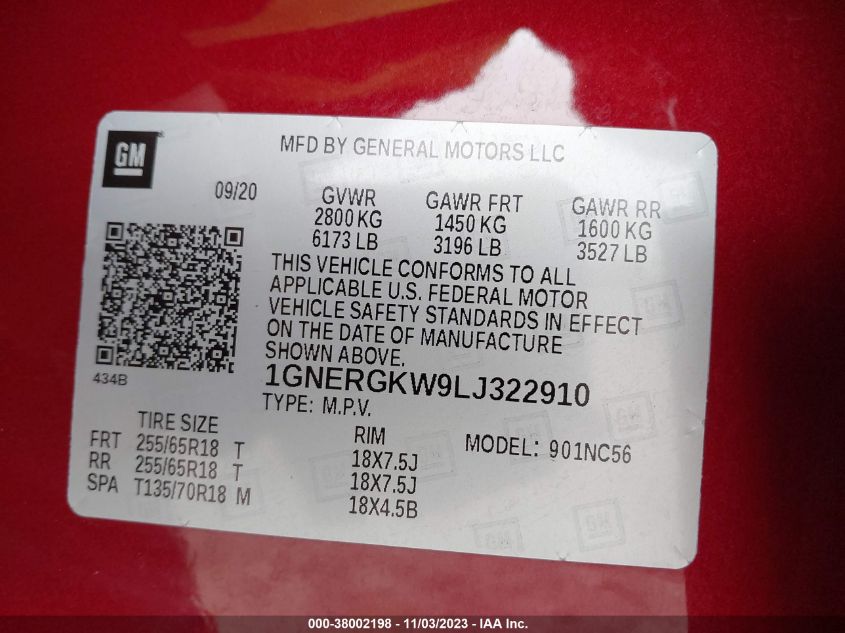 GM
MFD BY GENERAL MOTORS LLC
09/20
GVWR GAWR FRT GAWR RR
2800 KG 1450 KG 1600 KG
6173 LB 3196 LB 3527 LB
THIS VEHICLE CONFORMS TO ALL
APPLICABLE U.S. FEDERAL MOTOR
VEHICLE SAFETY STANDARDS IN EFFECT
ON THE DATE OF MANUFACTURE
SHOWN ABOVE.
434B
1GNERGKW9LJ322910
TYPE: M.P.V.
TIRE SIZE RIM MODEL: 901NC56
FRT 255/65R18 T 18X7.5J
RR 255/65R18 T 18X7.5J
SPA T135/70R18 M 18X4.5B
GM
000-38002198 - 11/03/2023 - IAA Inc.